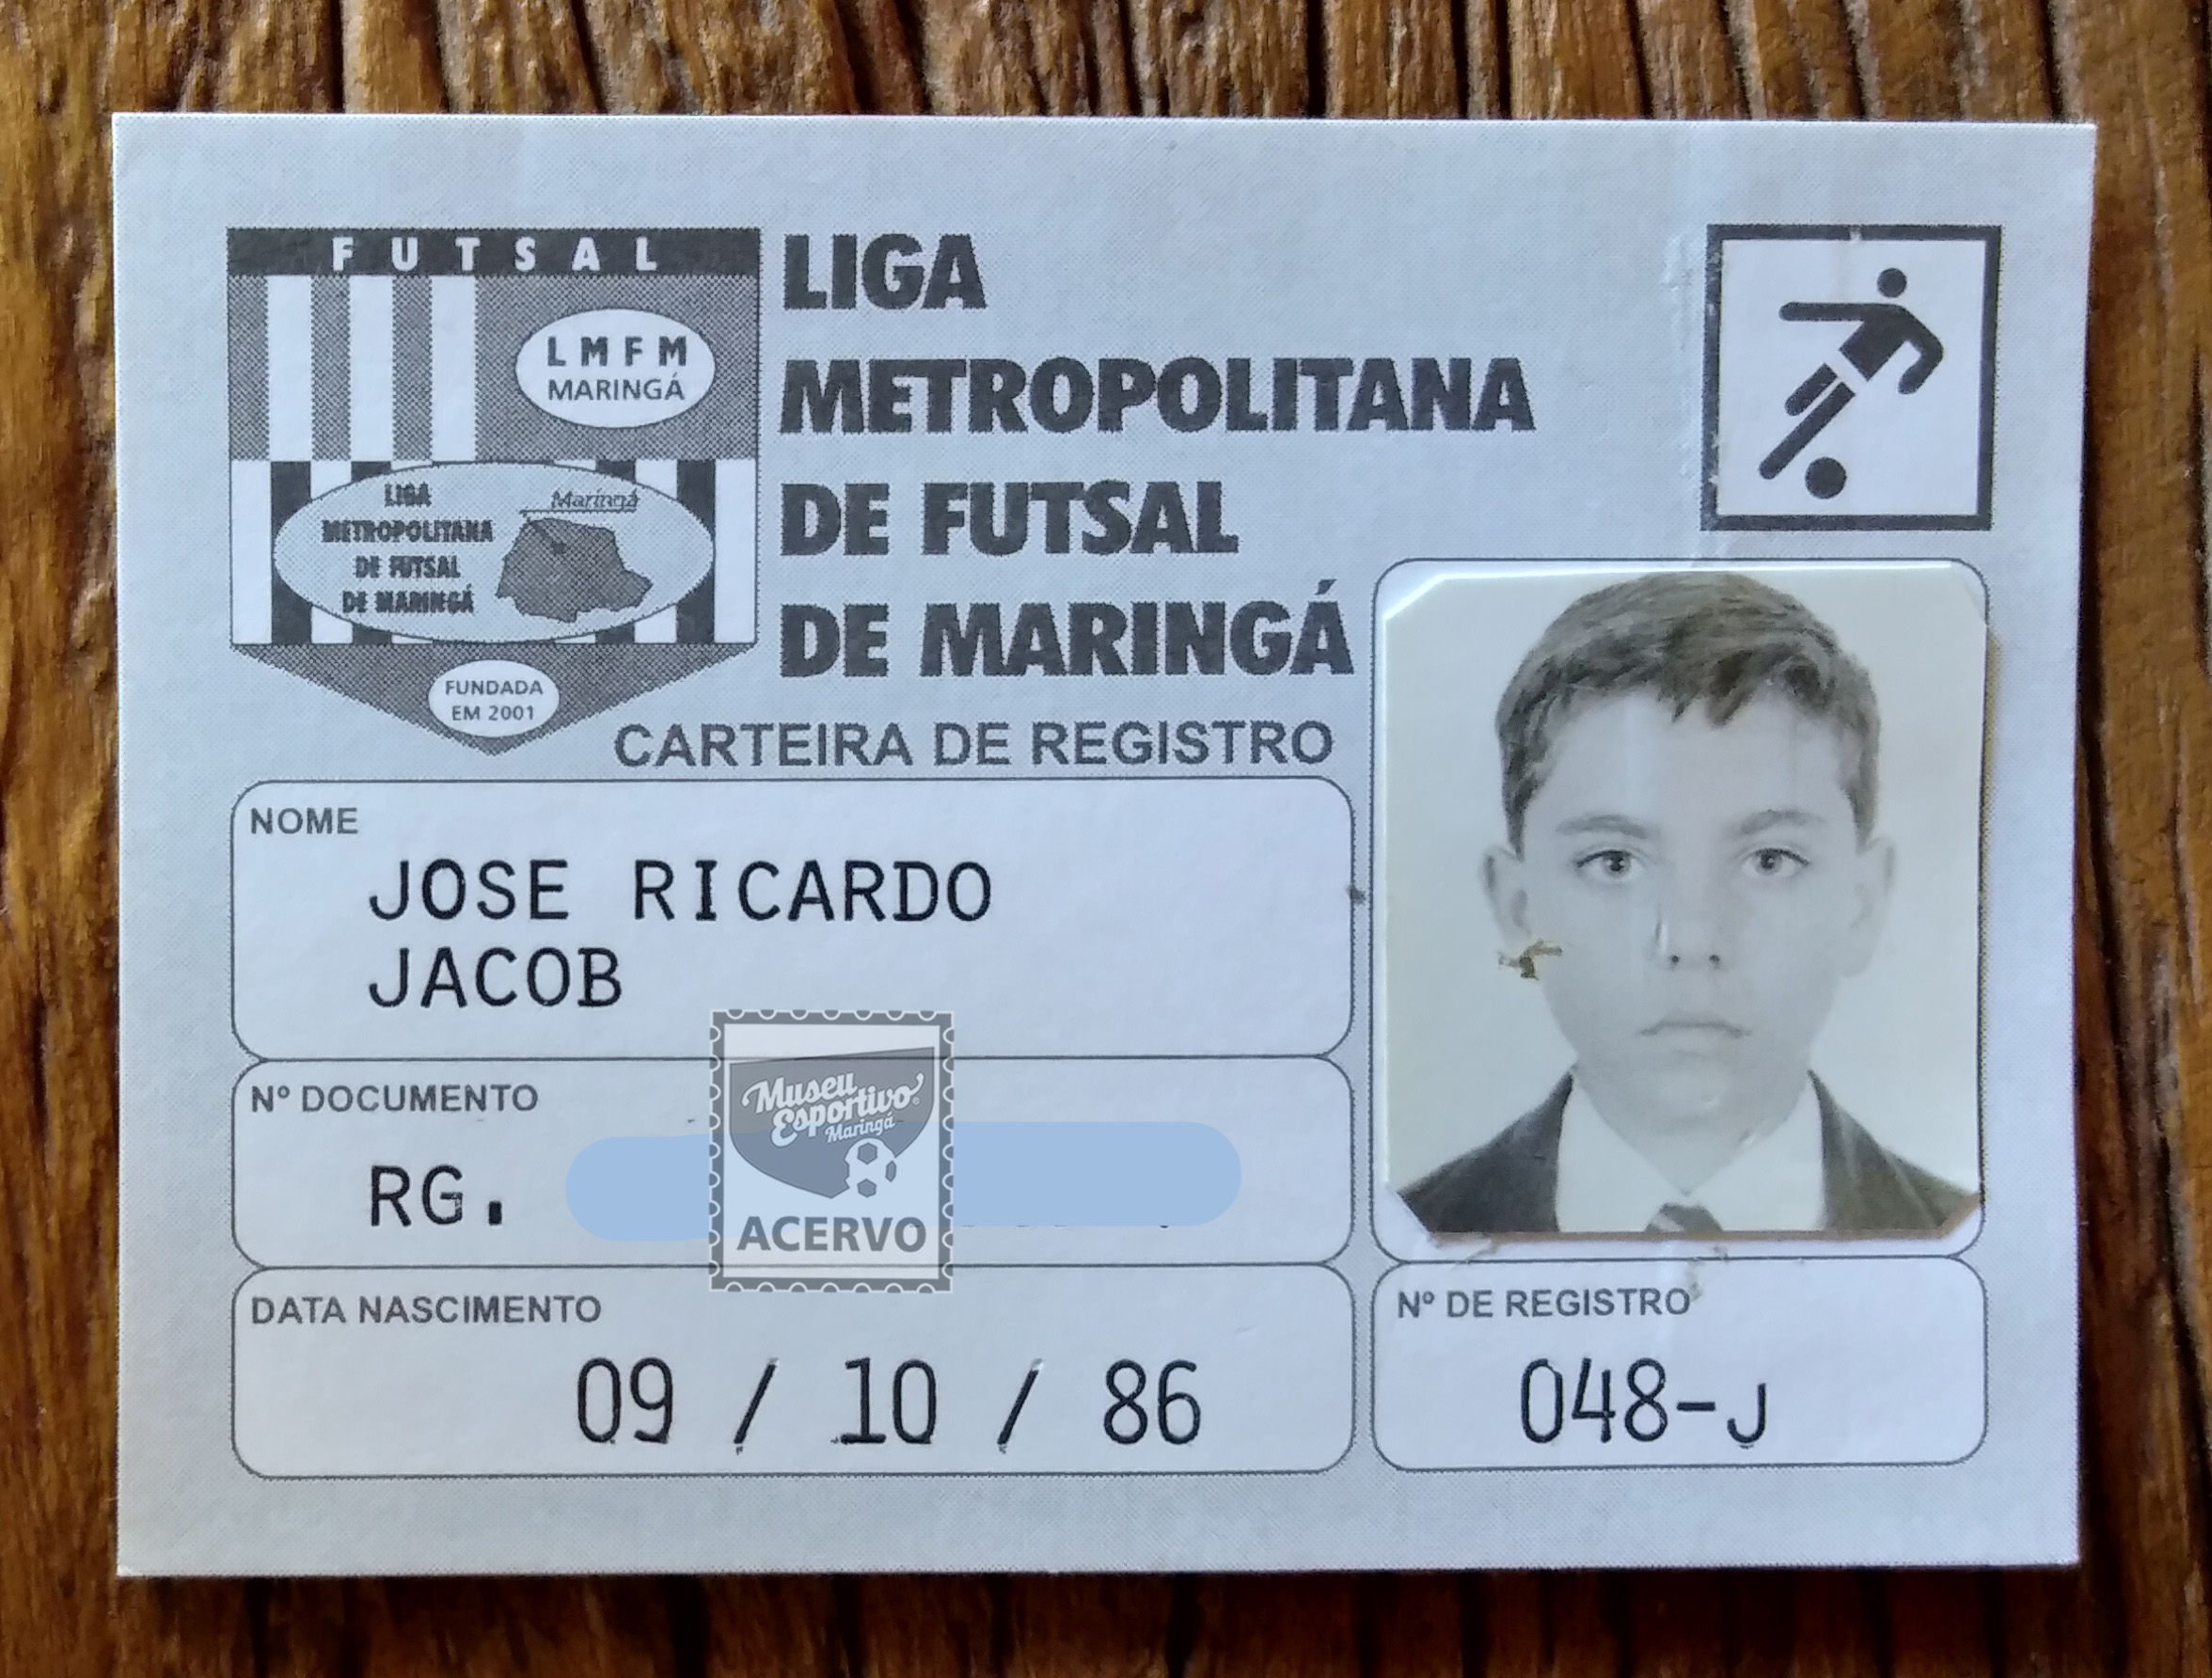 FUTSAL
LMFM
MARINGÁ
LIGA
METROPOLITANA
DE FUTSAL
DE MARINGÁ
Maringá
FUNDADA
EM 2001
LIGA
METROPOLITANA
DE FUTSAL
DE MARINGÁ
CARTEIRA DE REGISTRO
NOME
JOSE RICARDO
JACOB
Nº DOCUMENTO
RG.
Museu
Esportivo
Maringá
ACERVO
DATA NASCIMENTO
09 / 10 / 86
Nº DE REGISTRO
048-J